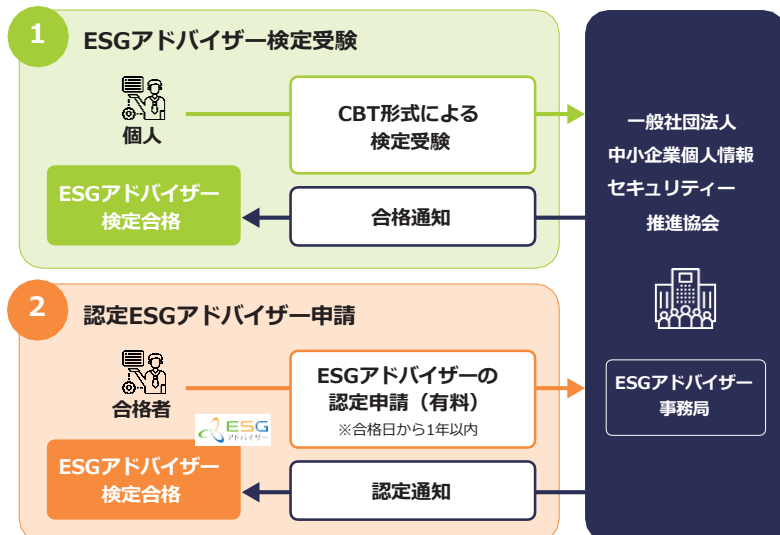 1
ESGアドバイザー検定受験
個人
CBT形式による
検定受験
ESGアドバイザー
検定合格
合格通知
2
認定ESGアドバイザー申請
合格者
ESGアドバイザーの
認定申請（有料）
※合格日から1年以内
ESG
アドバイザー
ESGアドバイザー
検定合格
認定通知
一般社団法人
中小企業個人情報
セキュリティー
推進協会
ESGアドバイザー
事務局